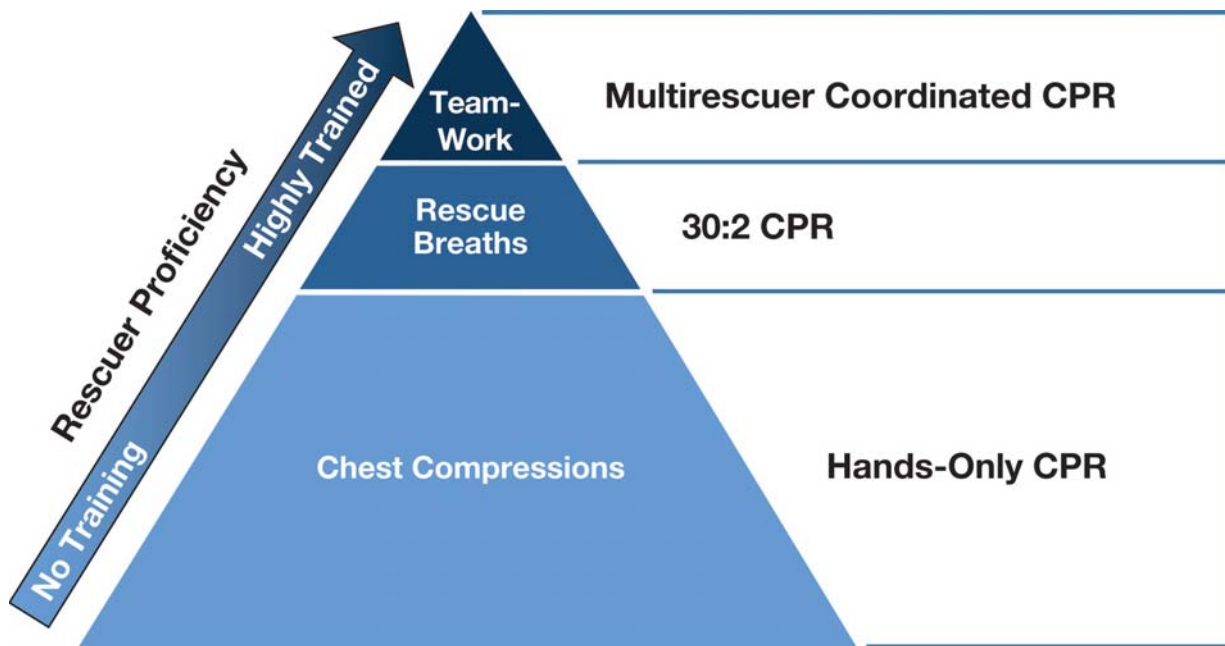 Rescuer Proficiency
No Training
Highly Trained
Team-
Work
Multirescuer Coordinated CPR
Rescue
Breaths
30:2 CPR
Chest Compressions
Hands-Only CPR